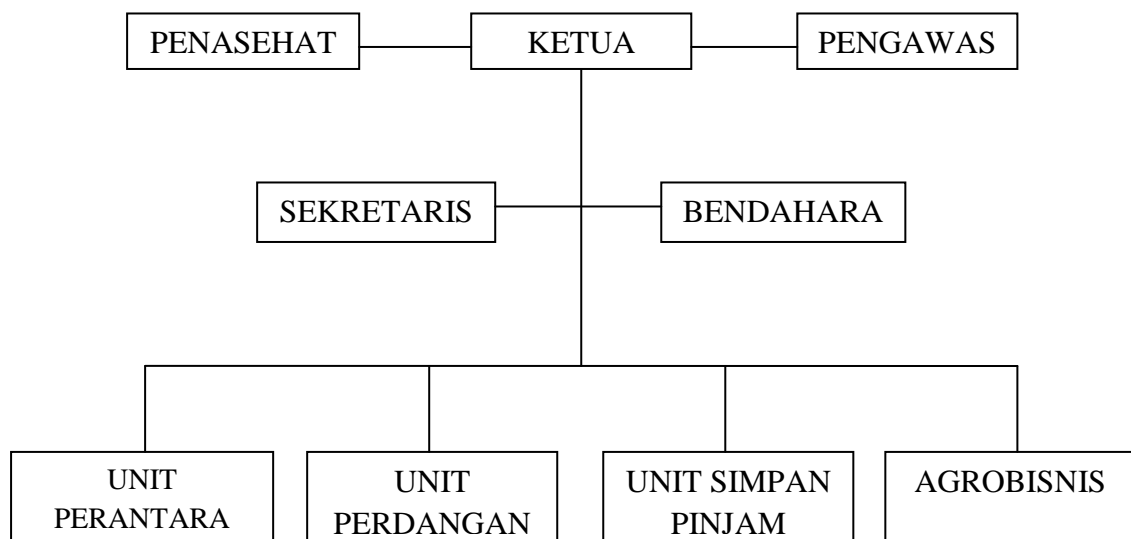 PENASEHAT
KETUA
PENGAWAS
SEKRETARIS
BENDAHARA
UNIT
PERANTARA
UNIT
PERDANGAN
UNIT SIMPAN
PINJAM
AGROBISNIS